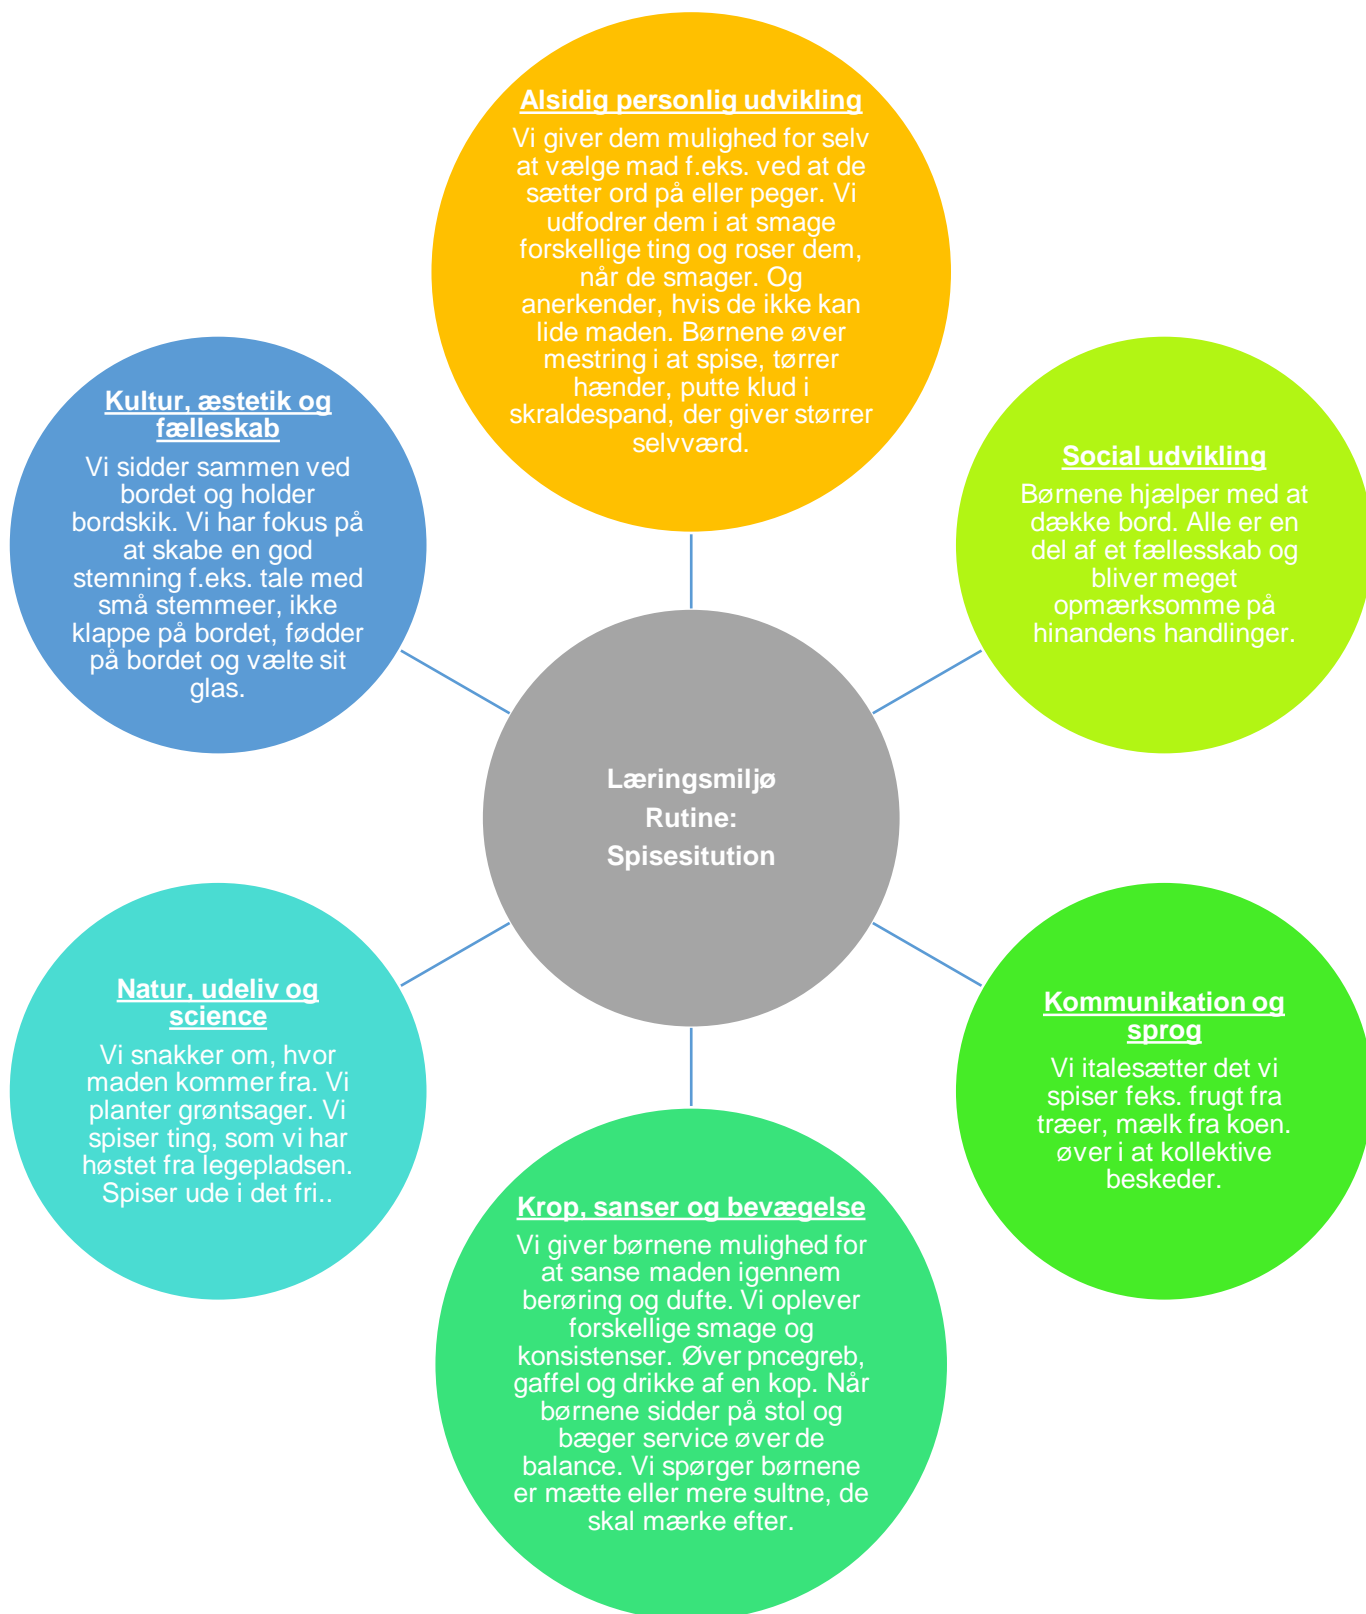 Alsidig personlig udvikling
Vi giver dem mulighed for selv
at vælge mad f.eks. ved at de
sætter ord på eller peger. Vi
udfodrer dem i at smage
forskellige ting og roser dem,
når de smager. Og
anerkender, hvis de ikke kan
lide maden. Børnene øver
mestring i at spise, tørrer
hænder, putte klud i
skraldespand, der giver størrer
selvværd.
Social udvikling
Børnene hjælper med at
dække bord. Alle er en
del af et fællesskab og
bliver meget
opmærksomme på
hinandens handlinger.
Kommunikation og
sprog
Vi italesætter det vi
spiser feks. frugt fra
træer, mælk fra koen.
øver i at kollektive
beskeder.
Krop, sanser og bevægelse
Vi giver børnene mulighed for
at sanse maden igennem
berøring og dufte. Vi oplever
forskellige smage og
konsistenser. Øver pncegreb,
gaffel og drikke af en kop. Når
børnene sidder på stol og
bæger service øver de
balance. Vi spørger børnene
er mætte eller mere sultne, de
skal mærke efter.
Natur, udeliv og
science
Vi snakker om, hvor
maden kommer fra. Vi
planter grøntsager. Vi
spiser ting, som vi har
høstet fra legepladsen.
Spiser ude i det fri..
Kultur, æstetik og
fælleskab
Vi sidder sammen ved
bordet og holder
bordskik. Vi har fokus på
at skabe en god
stemning f.eks. tale med
små stemmeer, ikke
klappe på bordet, fødder
på bordet og vælte sit
glas.
Læringsmiljø
Rutine:
Spisesitution